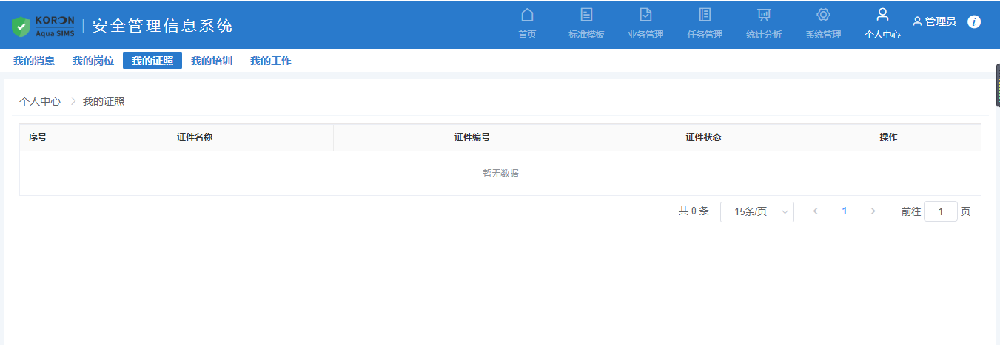 KORON
Aqua SIMS
安全管理信息系统
首页
标准模板
业务管理
任务管理
统计分析
系统管理
个人中心
管理员
i
我的消息 我的岗位 我的证照 我的培训 我的工作
个人中心 > 我的证照
序号 证件名称 证件编号 证件状态 操作
暂无数据
共 0 条 15条/页 < 1 > 前往 1 页